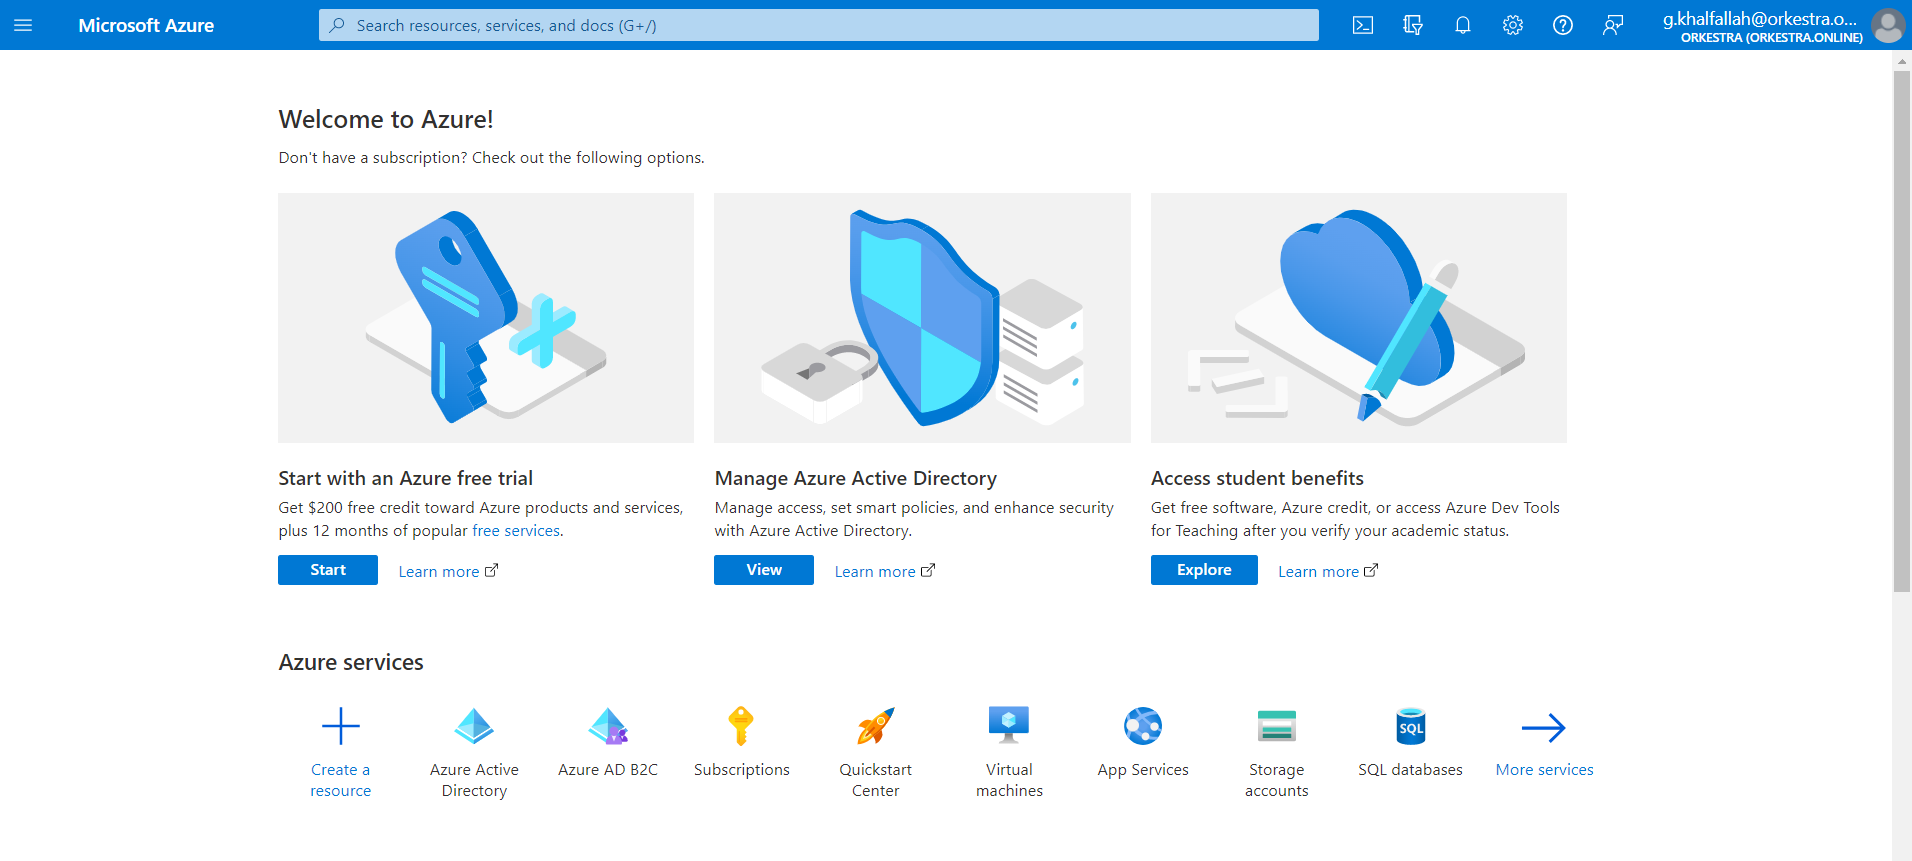 Microsoft Azure
Search resources, services, and docs (G+/)
g.khalfallah@orkestra.o...
ORKESTRA (ORKESTRA.ONLINE)
Welcome to Azure!
Don't have a subscription? Check out the following options.
Start with an Azure free trial
Get $200 free credit toward Azure products and services,
plus 12 months of popular free services.
Start
Learn more
Manage Azure Active Directory
Manage access, set smart policies, and enhance security
with Azure Active Directory.
View
Learn more
Access student benefits
Get free software, Azure credit, or access Azure Dev Tools
for Teaching after you verify your academic status.
Explore
Learn more
Azure services
Create a
resource
Azure Active
Directory
Azure AD B2C
Subscriptions
Quickstart
Center
Virtual
machines
App Services
Storage
accounts
SQL
SQL databases
More services